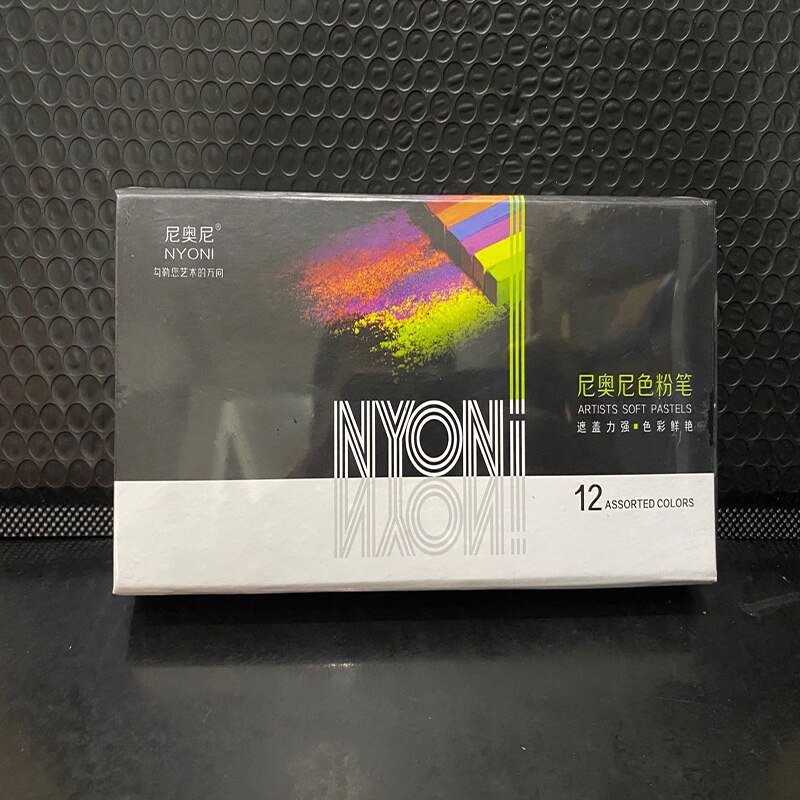 尼奥尼®
NYONI
勾勒您艺术的方向
尼奥尼色粉笔
ARTISTS SOFT PASTELS
遮盖力强■色彩鲜艳
NYONi
12 ASSORTED COLORS